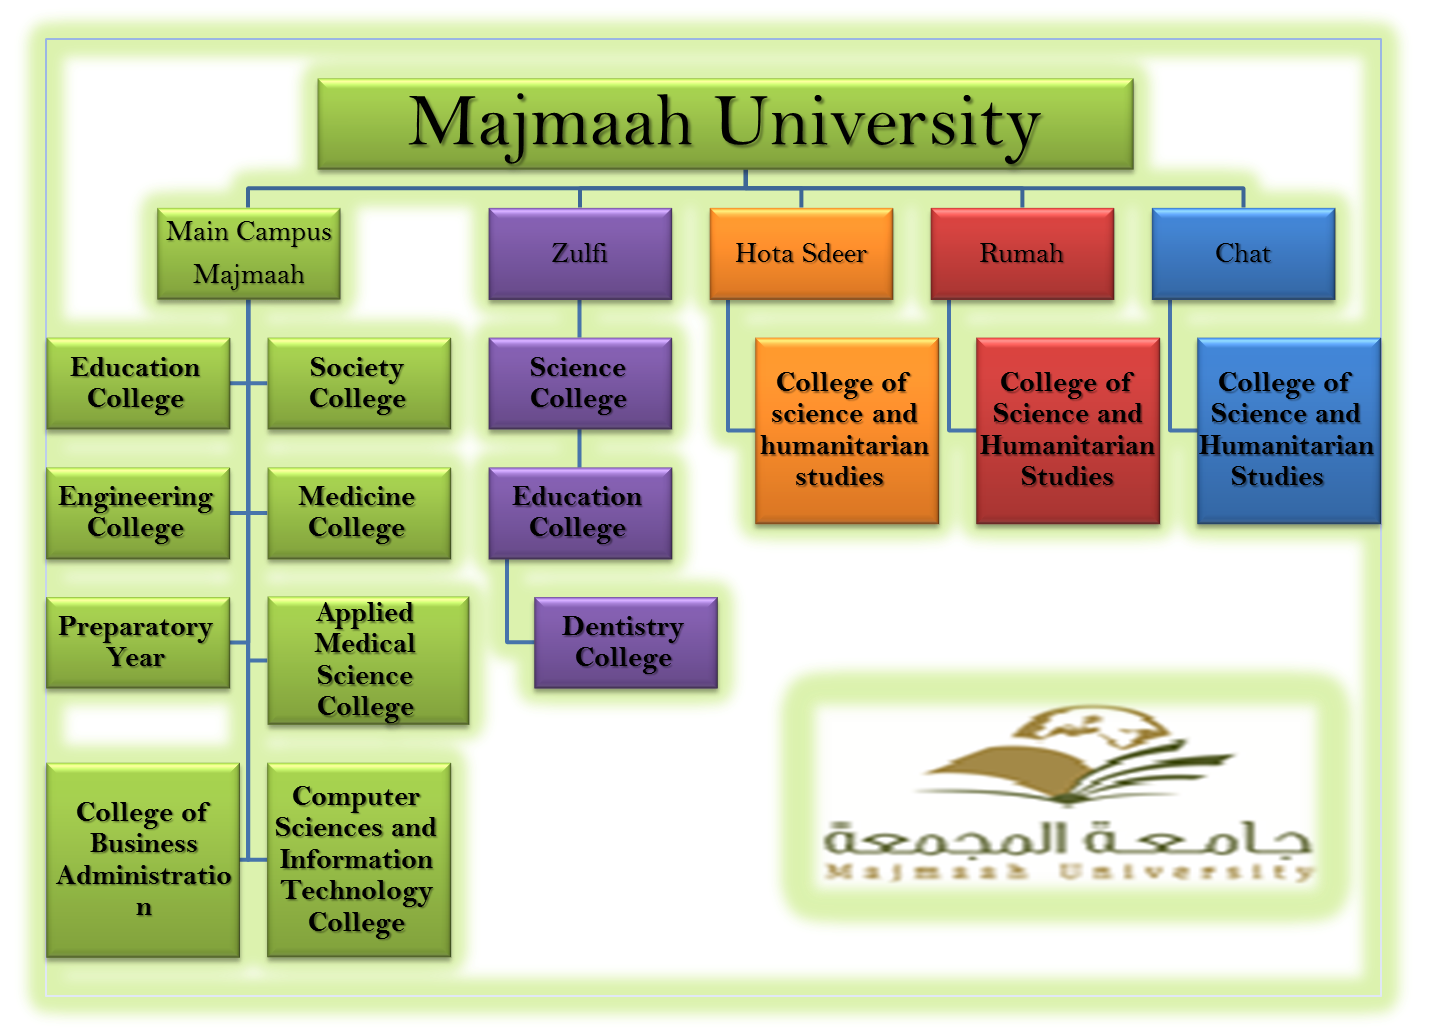 Majmaah University
Main Campus
Majmaah
Zulfi
Hota Sdeer
Rumah
Chat
Education
College
Society
College
Science
College
College of
science and
humanitarian
studies
College of
Science and
Humanitarian
Studies
College of
Science and
Humanitarian
Studies
Engineering
College
Medicine
College
Education
College
Preparatory
Year
Applied
Medical
Science
College
Dentistry
College
College of
Business
Administratio
n
Computer
Sciences and
Information
Technology
College
جامعة المجمعة
Majmaah University